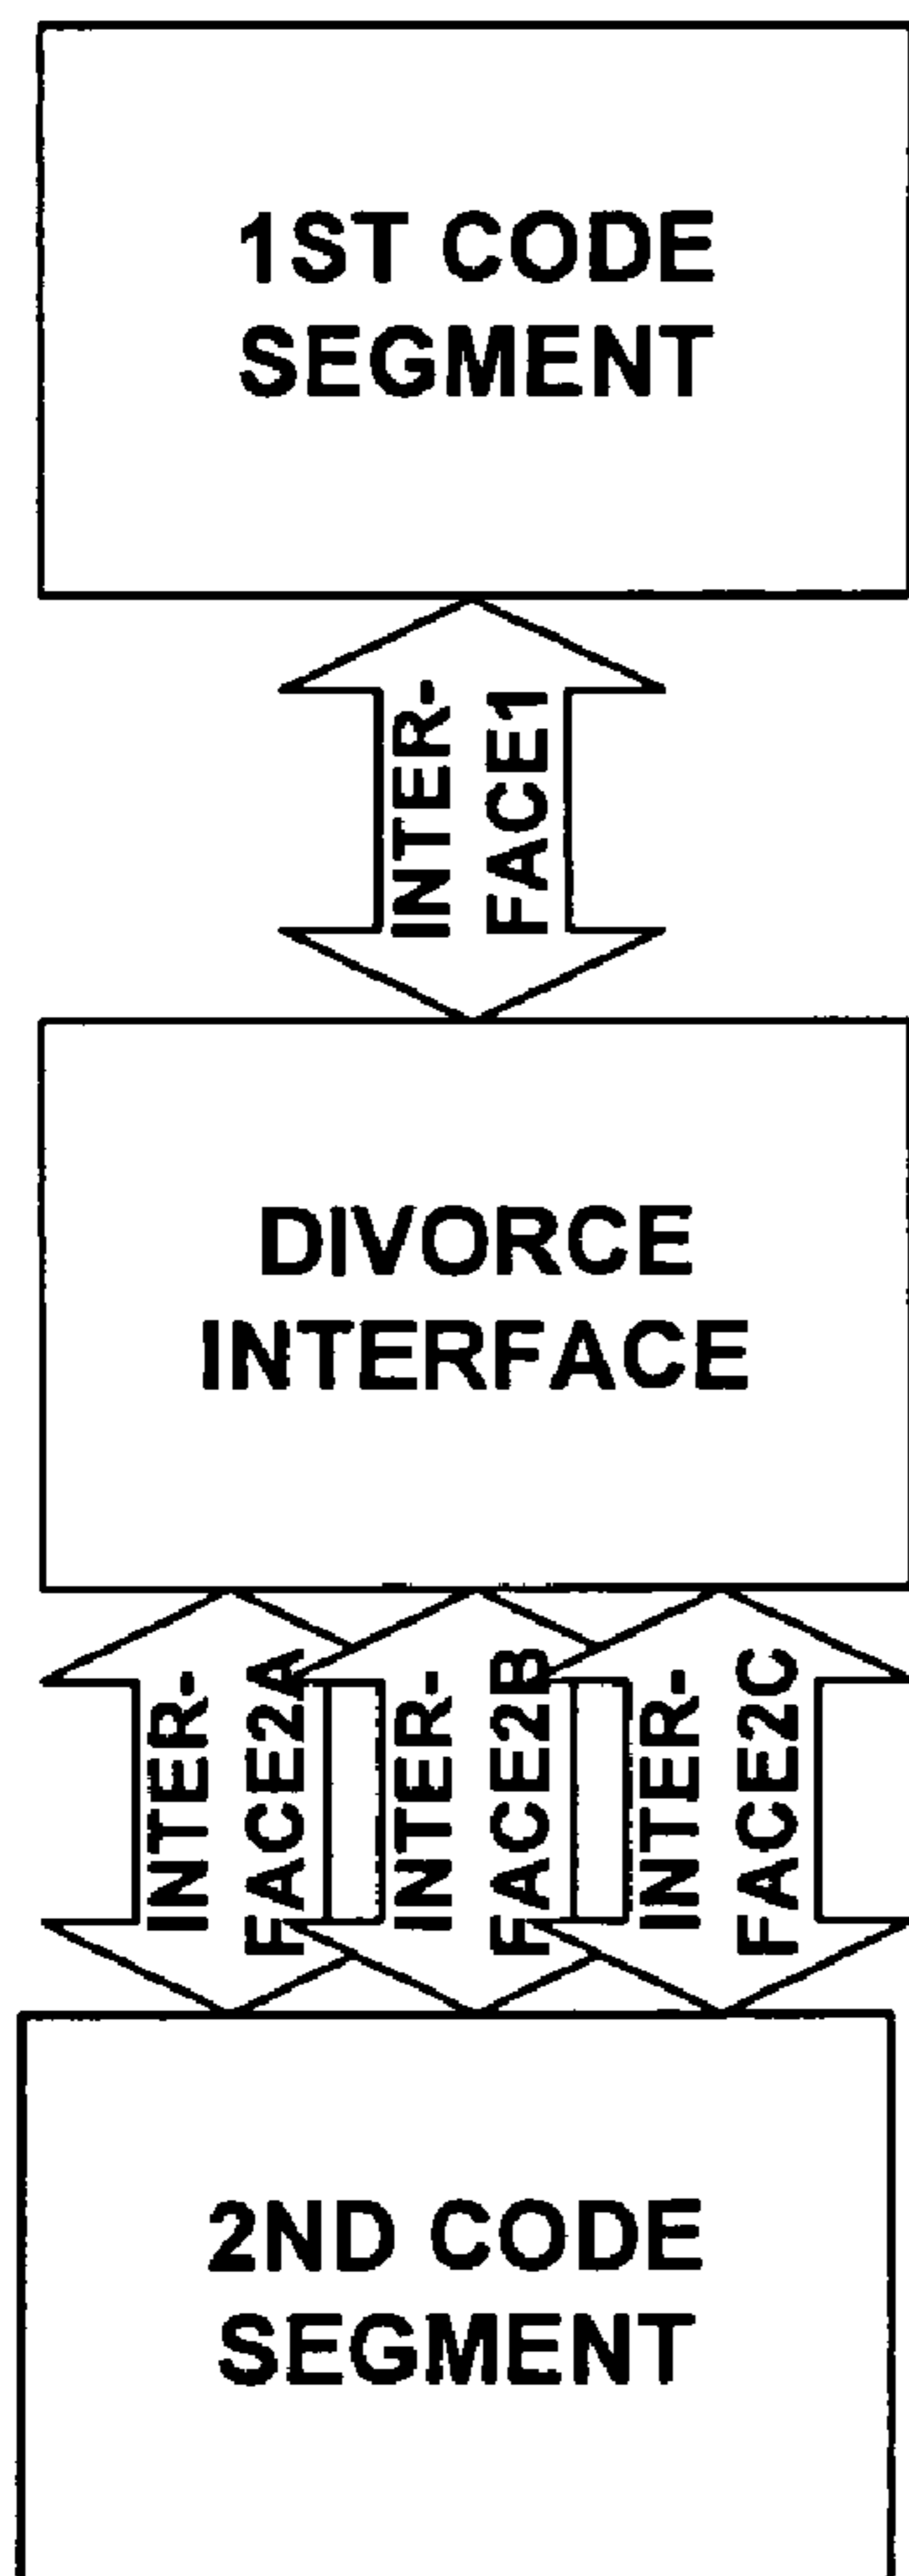 1ST CODE
SEGMENT
INTER-
FACE1
DIVORCE
INTERFACE
INTER-
FACE2A
INTER-
FACE2B
INTER-
FACE2C
2ND CODE
SEGMENT